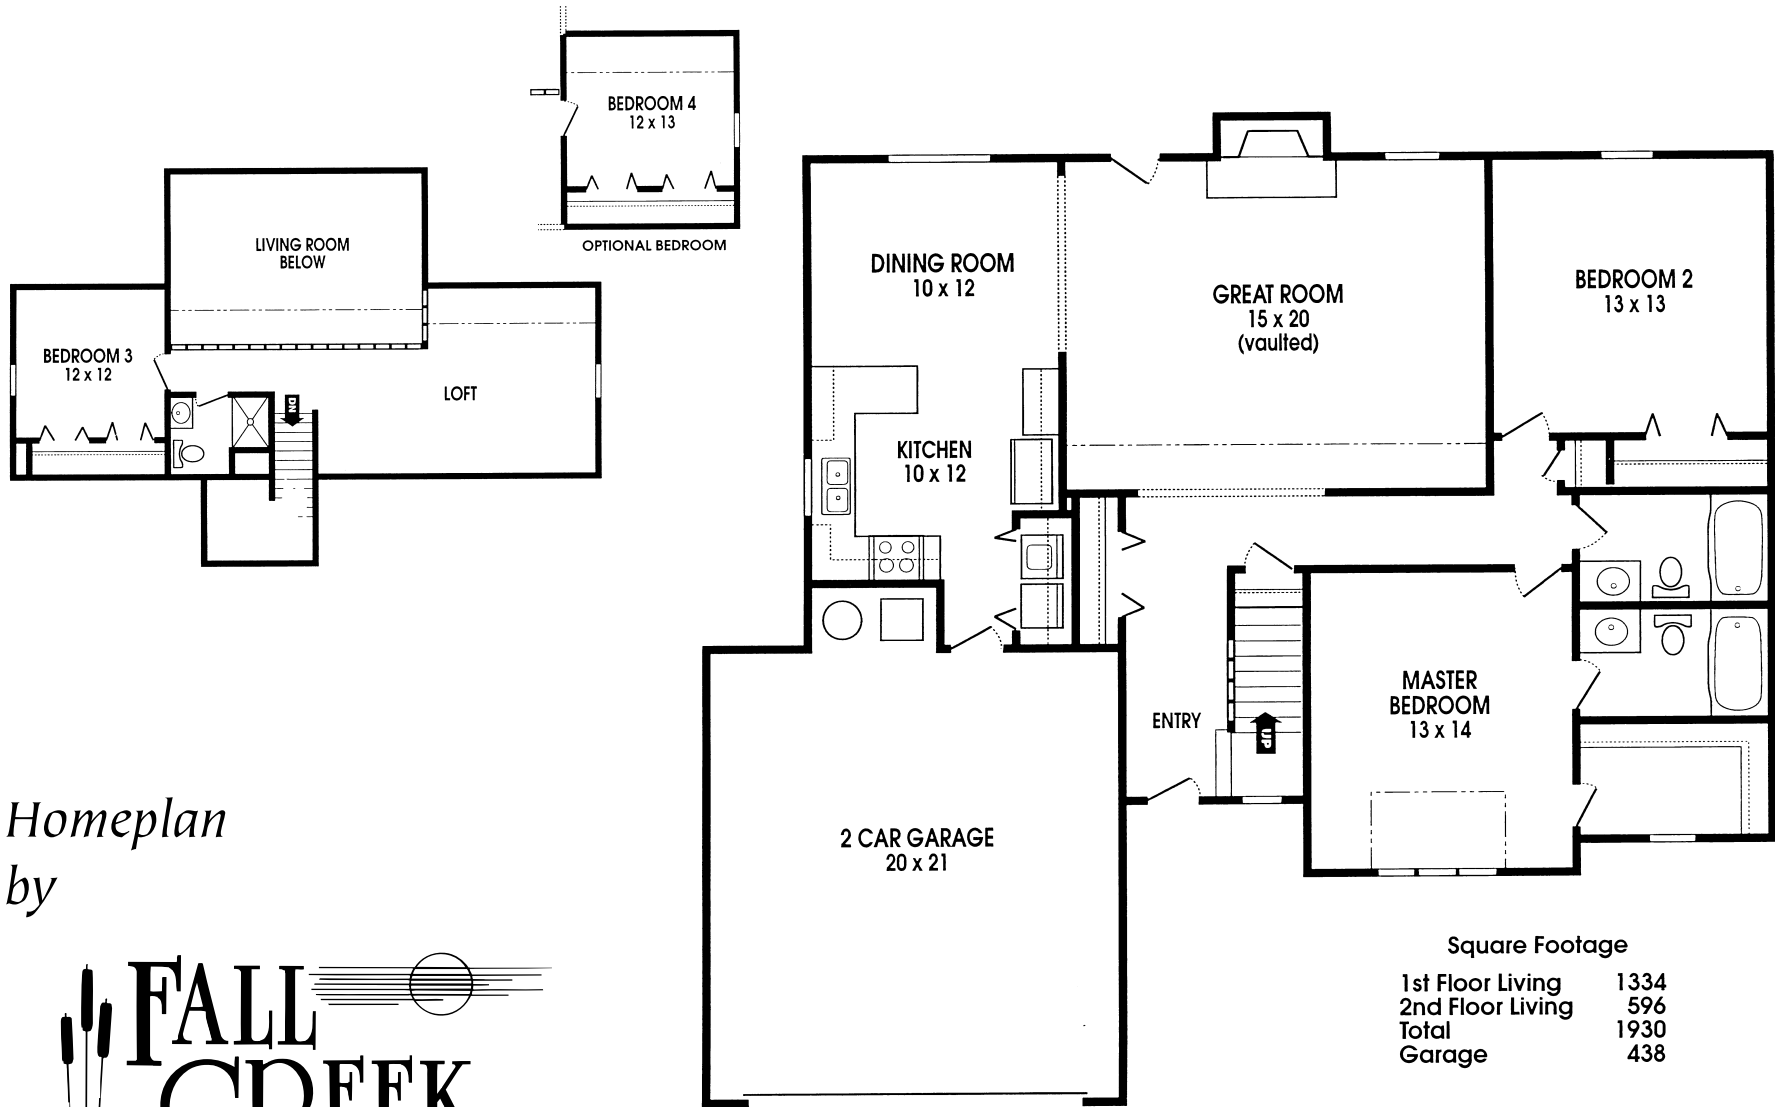 BEDROOM 4
12 x 13
OPTIONAL BEDROOM
LIVING ROOM
BELOW
BEDROOM 3
12 x 12
DN
LOFT
DINING ROOM
10 x 12
GREAT ROOM
15 x 20
(vaulted)
BEDROOM 2
13 x 13
KITCHEN
10 x 12
ENTRY
UP
MASTER
BEDROOM
13 x 14
2 CAR GARAGE
20 x 21
Homeplan
by
FALL
CREEK
Square Footage
1st Floor Living 1334
2nd Floor Living 596
Total 1930
Garage 438